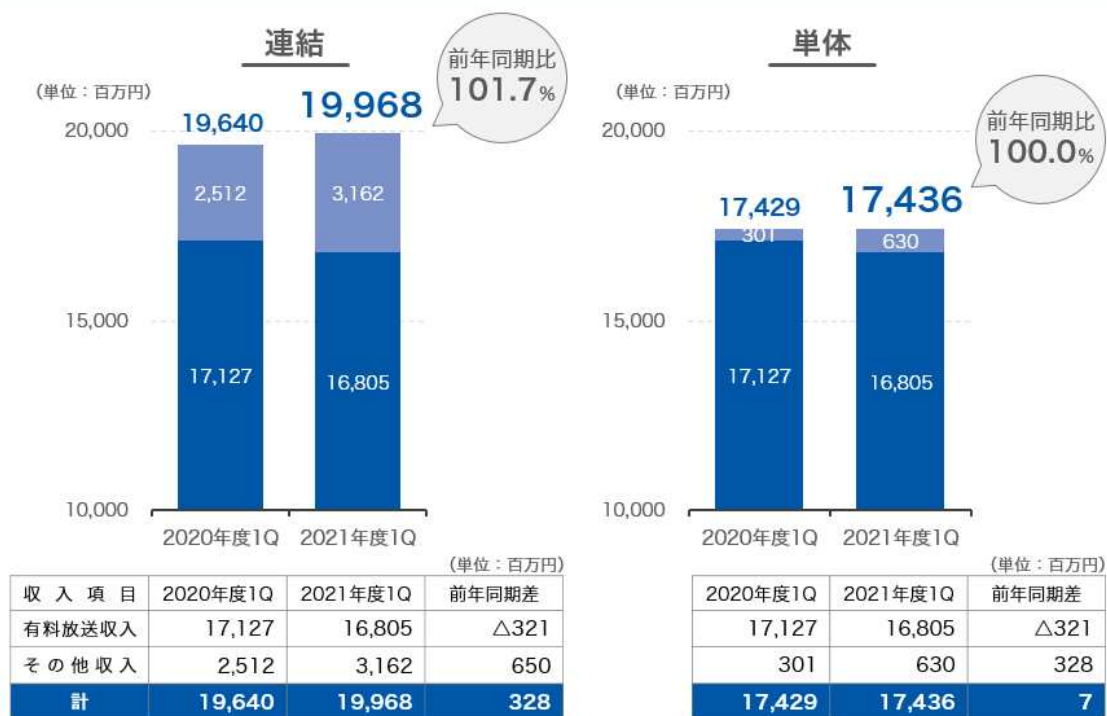 連結
前年同期比
101.7%
(単位：百万円)
19,640
19,968
20,000
2,512
3,162
15,000
17,127
16,805
10,000
2020年度1Q 2021年度1Q
(単位：百万円)
収入項目 2020年度1Q 2021年度1Q 前年同期差
有料放送収入 17,127 16,805 △321
その他収入 2,512 3,162 650
計 19,640 19,968 328
単体
前年同期比
100.0%
(単位：百万円)
20,000
17,429
17,436
301
630
15,000
17,127
16,805
10,000
2020年度1Q 2021年度1Q
(単位：百万円)
2020年度1Q 2021年度1Q 前年同期差
17,127 16,805 △321
301 630 328
17,429 17,436 7